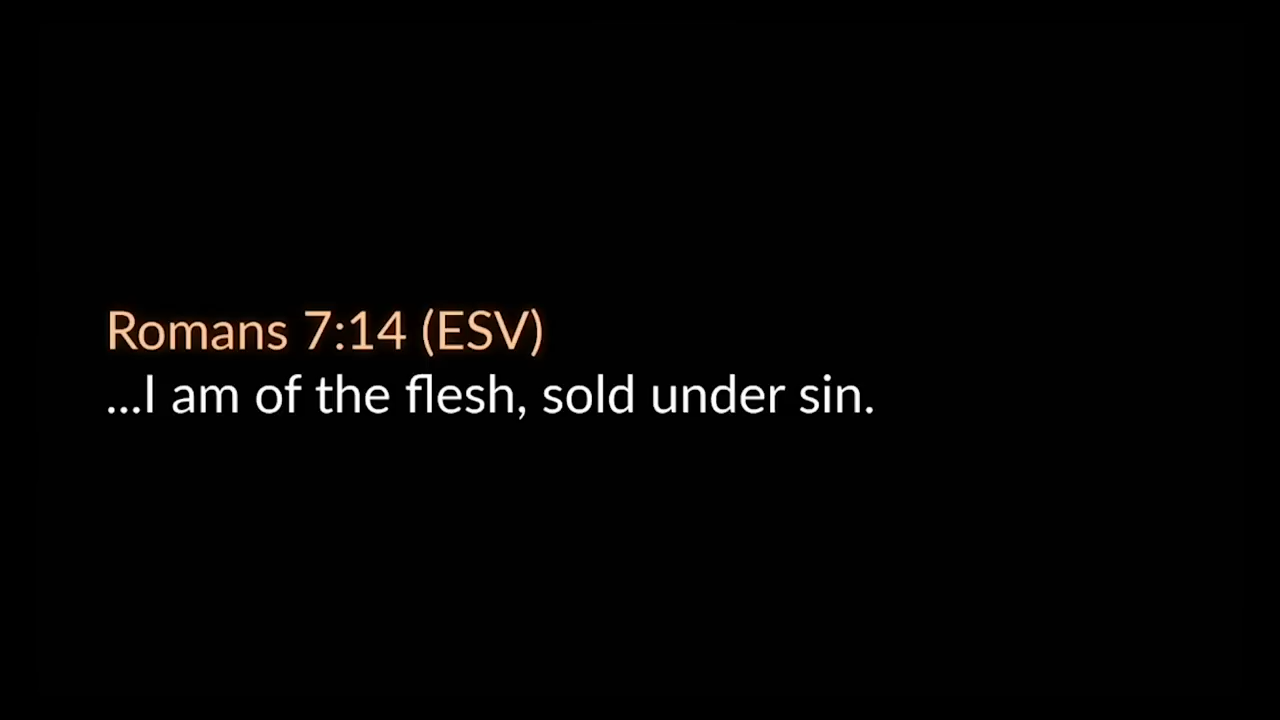 Romans 7:14 (ESV)
...I am of the flesh, sold under sin.